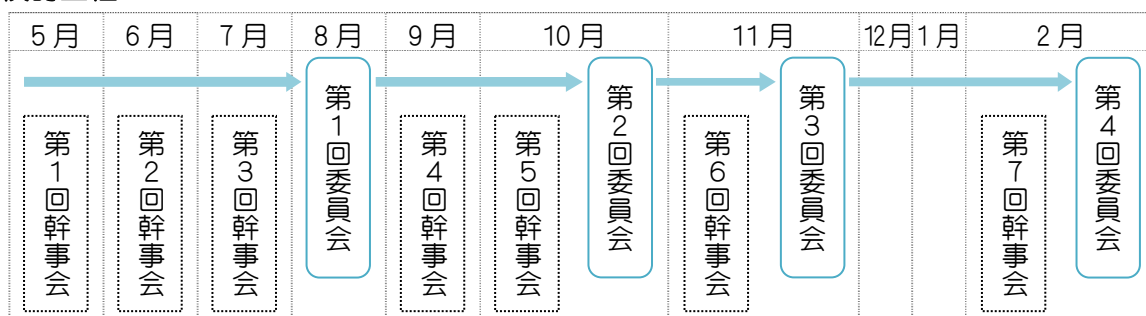 5月 6月 7月 8月 9月 10月 11月 12月 1月 2月
第1回幹事会
第2回幹事会
第3回幹事会
第1回委員会
第4回幹事会
第5回幹事会
第2回委員会
第6回幹事会
第3回委員会
第7回幹事会
第4回委員会